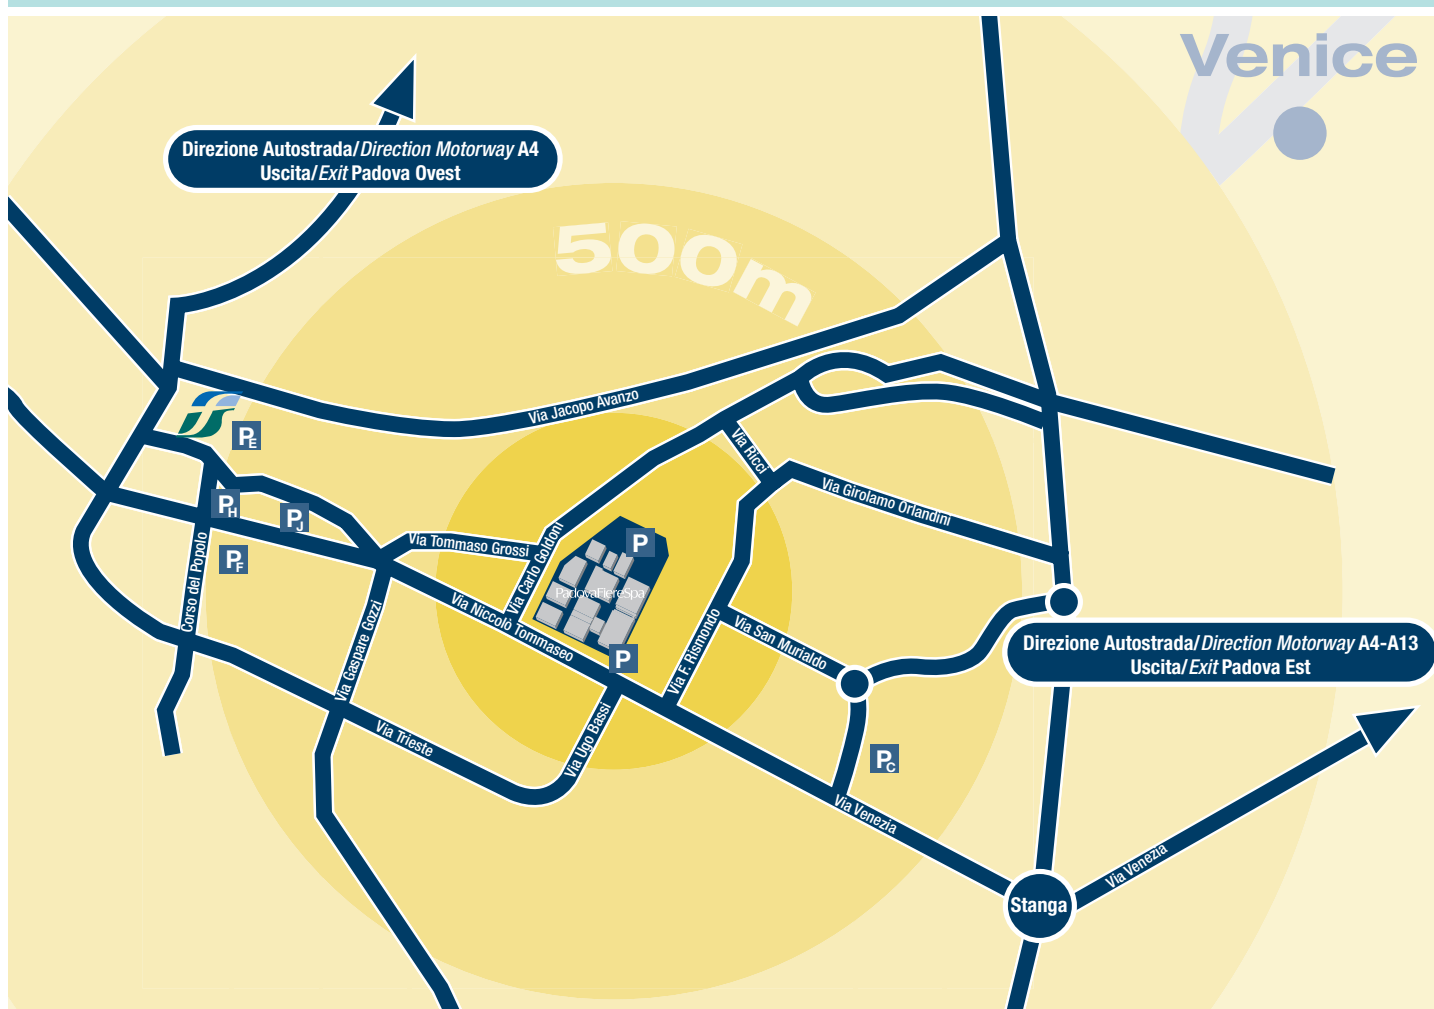 Venice
Direzione Autostrada/Direction Motorway A4
Uscita/Exit Padova Ovest
500m
Via Jacopo Avanzo
PE
Via Ricci
Via Girolamo Orlandini
PH
PJ
Via Tommaso Grossi
Via Carlo Goldoni
P
PF
Corso del Popolo
PadovaFiereSpa
Via Gaspare Gozzi
Via Niccolò Tommaseo
Via F. Rismondo
Via San Murialdo
P
Direzione Autostrada/Direction Motorway A4-A13
Uscita/Exit Padova Est
Via Trieste
Via Ugo Bassi
PC
Via Venezia
Via Venezia
Stanga